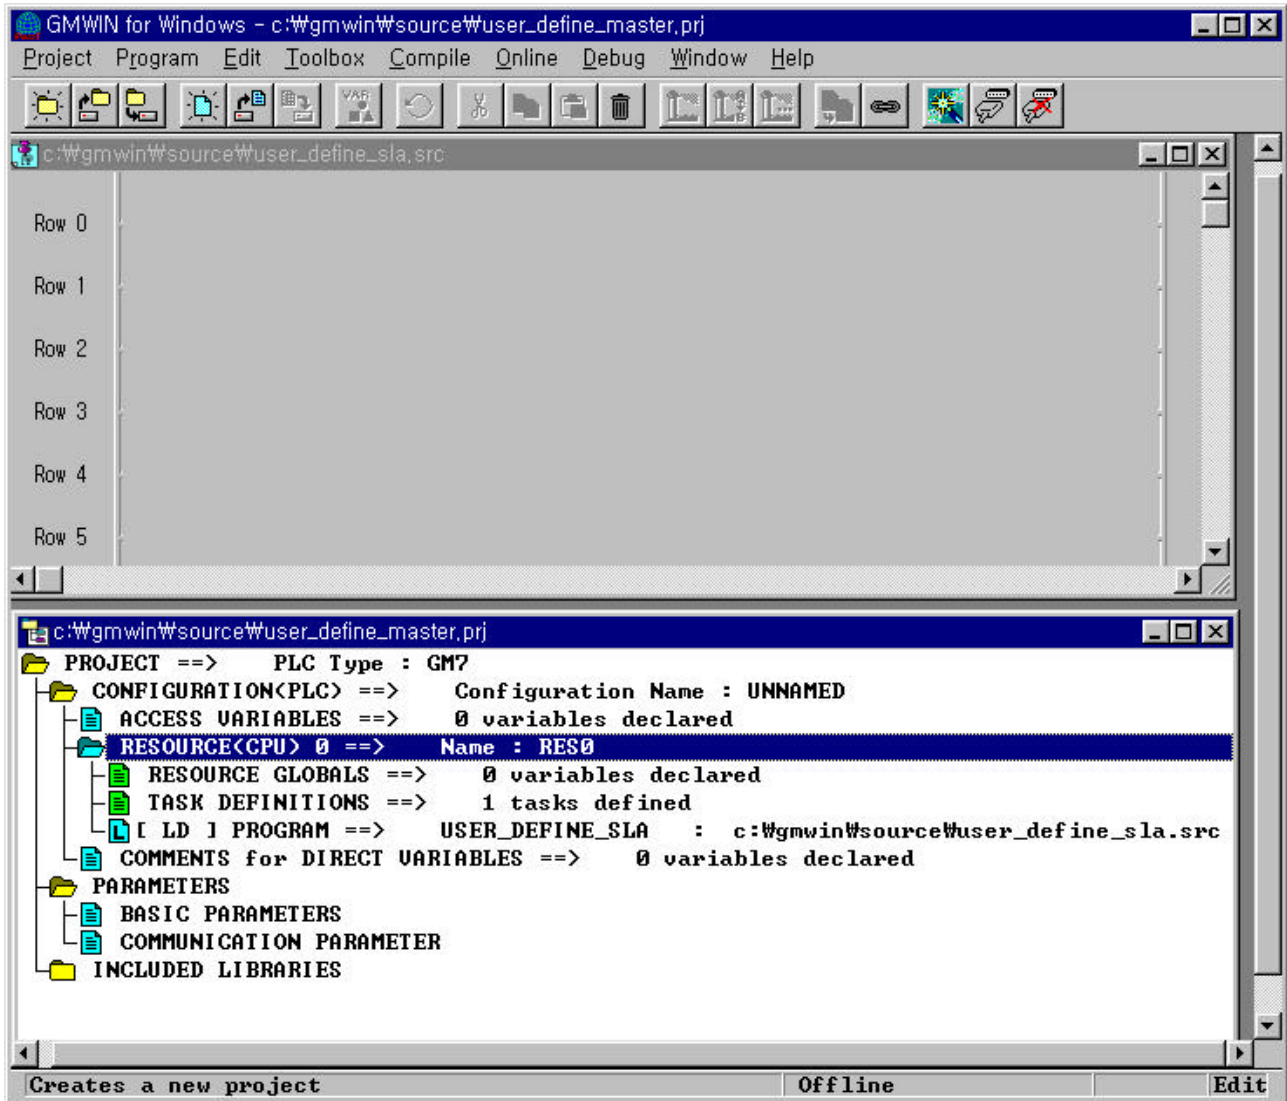 GMWIN for Windows - c:₩gmwin₩source₩user_define_master,prj
Project Program Edit Toolbox Compile Online Debug Window Help
VAR
c:₩gmwin₩source₩user_define_sla,src
Row 0
Row 1
Row 2
Row 3
Row 4
Row 5
c:₩gmwin₩source₩user_define_master,prj
PROJECT ==> PLC Type : GM7
CONFIGURATION(PLC) ==> Configuration Name : UNNAMED
ACCESS VARIABLES ==> 0 variables declared
RESOURCE(CPU) 0 ==> Name : RES0
RESOURCE GLOBALS ==> 0 variables declared
TASK DEFINITIONS ==> 1 tasks defined
L [ LD ] PROGRAM ==> USER_DEFINE_SLA : c:₩gmwin₩source₩user_define_sla.src
COMMENTS for DIRECT VARIABLES ==> 0 variables declared
PARAMETERS
BASIC PARAMETERS
COMMUNICATION PARAMETER
INCLUDED LIBRARIES
Creates a new project Offline Edit